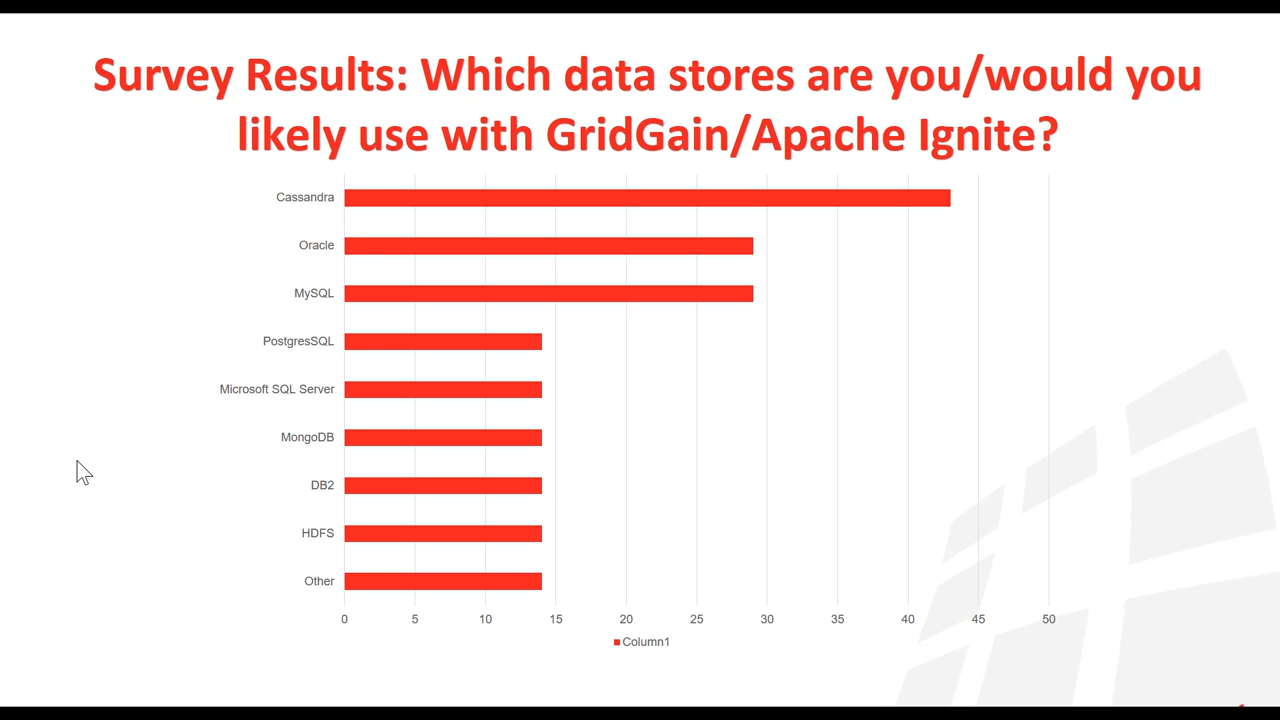 Survey Results: Which data stores are you/would you
likely use with GridGain/Apache Ignite?
Cassandra
Oracle
MySQL
PostgresSQL
Microsoft SQL Server
MongoDB
DB2
HDFS
Other
0 5 10 15 20 25 30 35 40 45 50
Column1